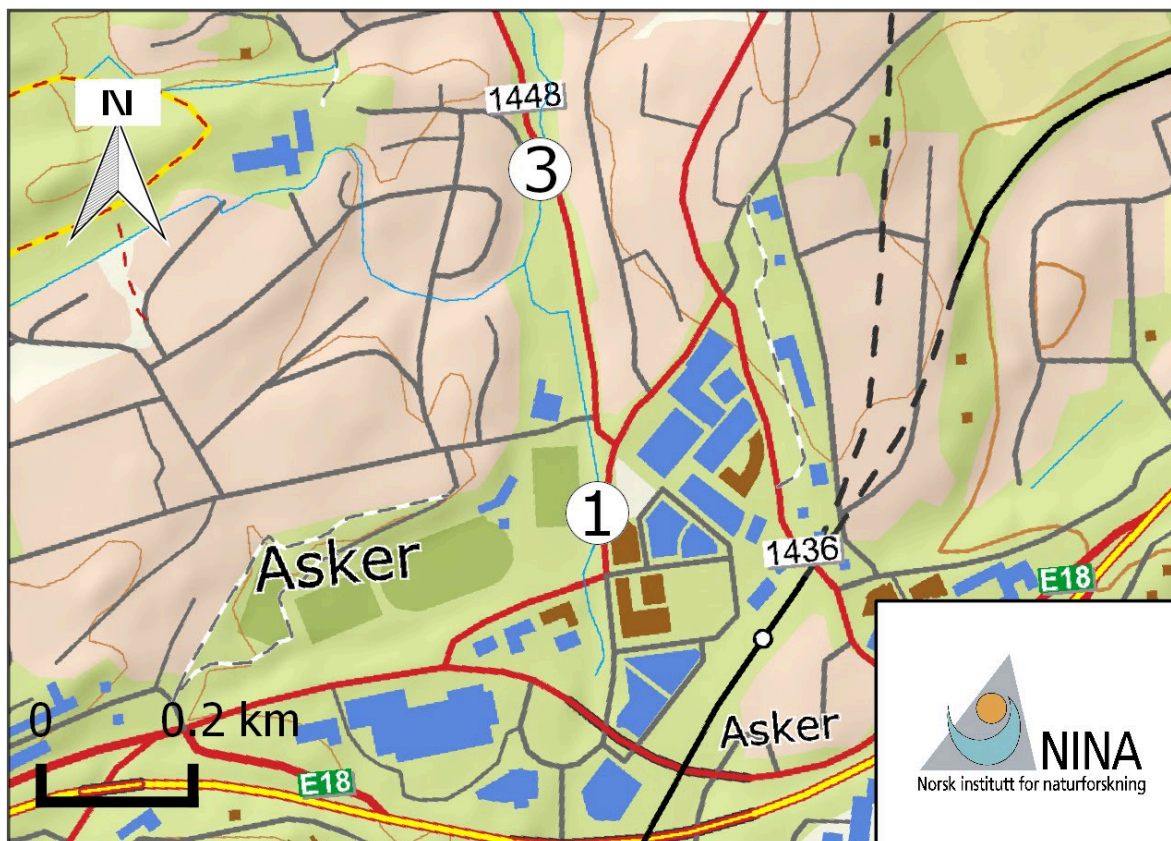 N
1448
3
1
Asker
1436
E18
0 0.2 km
Asker
E18
NINA
Norsk institutt for naturforskning